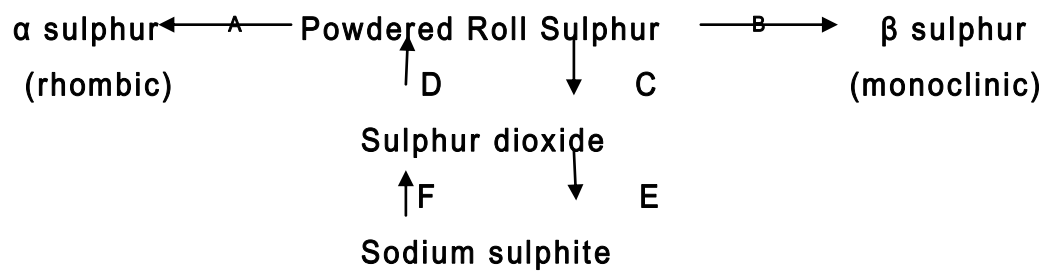 α sulphur A Powdered Roll Sulphur B β sulphur
(rhombic) D C (monoclinic)
Sulphur dioxide
F E
Sodium sulphite